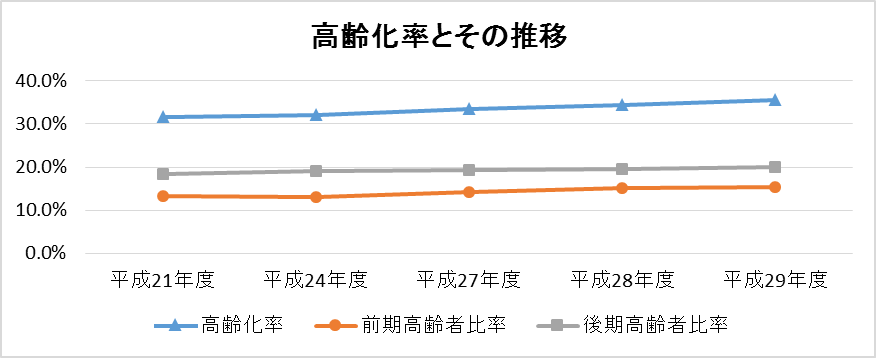 高齢化率とその推移
40.0%
30.0%
20.0%
10.0%
0.0%
平成21年度 平成24年度 平成27年度 平成28年度 平成29年度
高齢化率 前期高齢者比率 後期高齢者比率